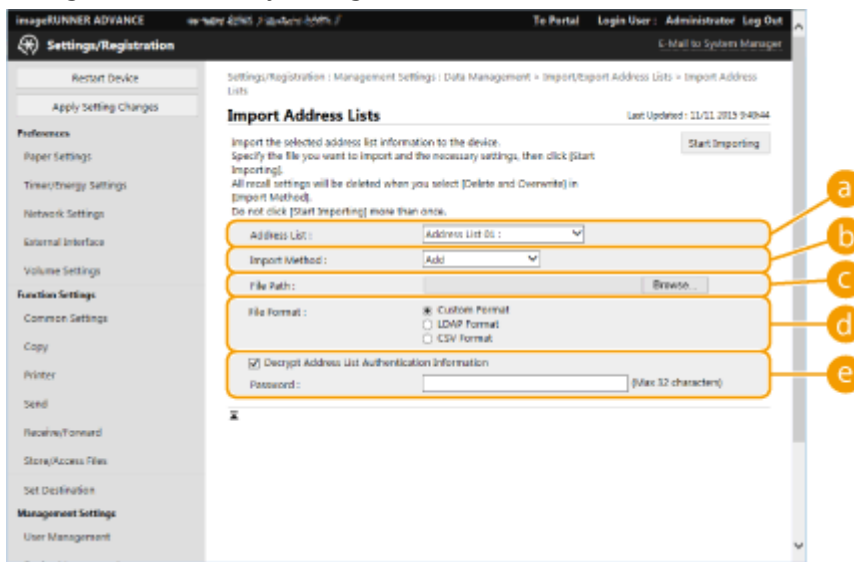 imageRUNNER ADVANCE
To Portal Login User : Administrator Log Out
Settings/Registration
E-Mail to System Manager
Restart Device
Apply Setting Changes
Preferences
Paper Settings
Timer/Energy Settings
Network Settings
External Interface
Volume Settings
Function Settings
Common Settings
Copy
Printer
Send
Receive/Forward
Store/Access Files
Set Destination
Management Settings
User Management
Settings/Registration : Management Settings : Data Management > Import/Export Address Lists > Import Address
Lists
Import Address Lists
Last Updated : 11/11 2015 9:49:44
Import the selected address list information to the device.
Specify the file you want to import and the necessary settings, then click [Start
Importing].
All recall settings will be deleted when you select [Delete and Overwrite] in
[Import Method].
Do not click [Start Importing] more than once.
Start Importing
Address List : Address List 01 :
a
Import Method : Add
b
File Path : Browse...
c
File Format : Custom Format
LDAP Format
CSV Format
d
Decrypt Address List Authentication Information
Password : (Max 32 characters)
e